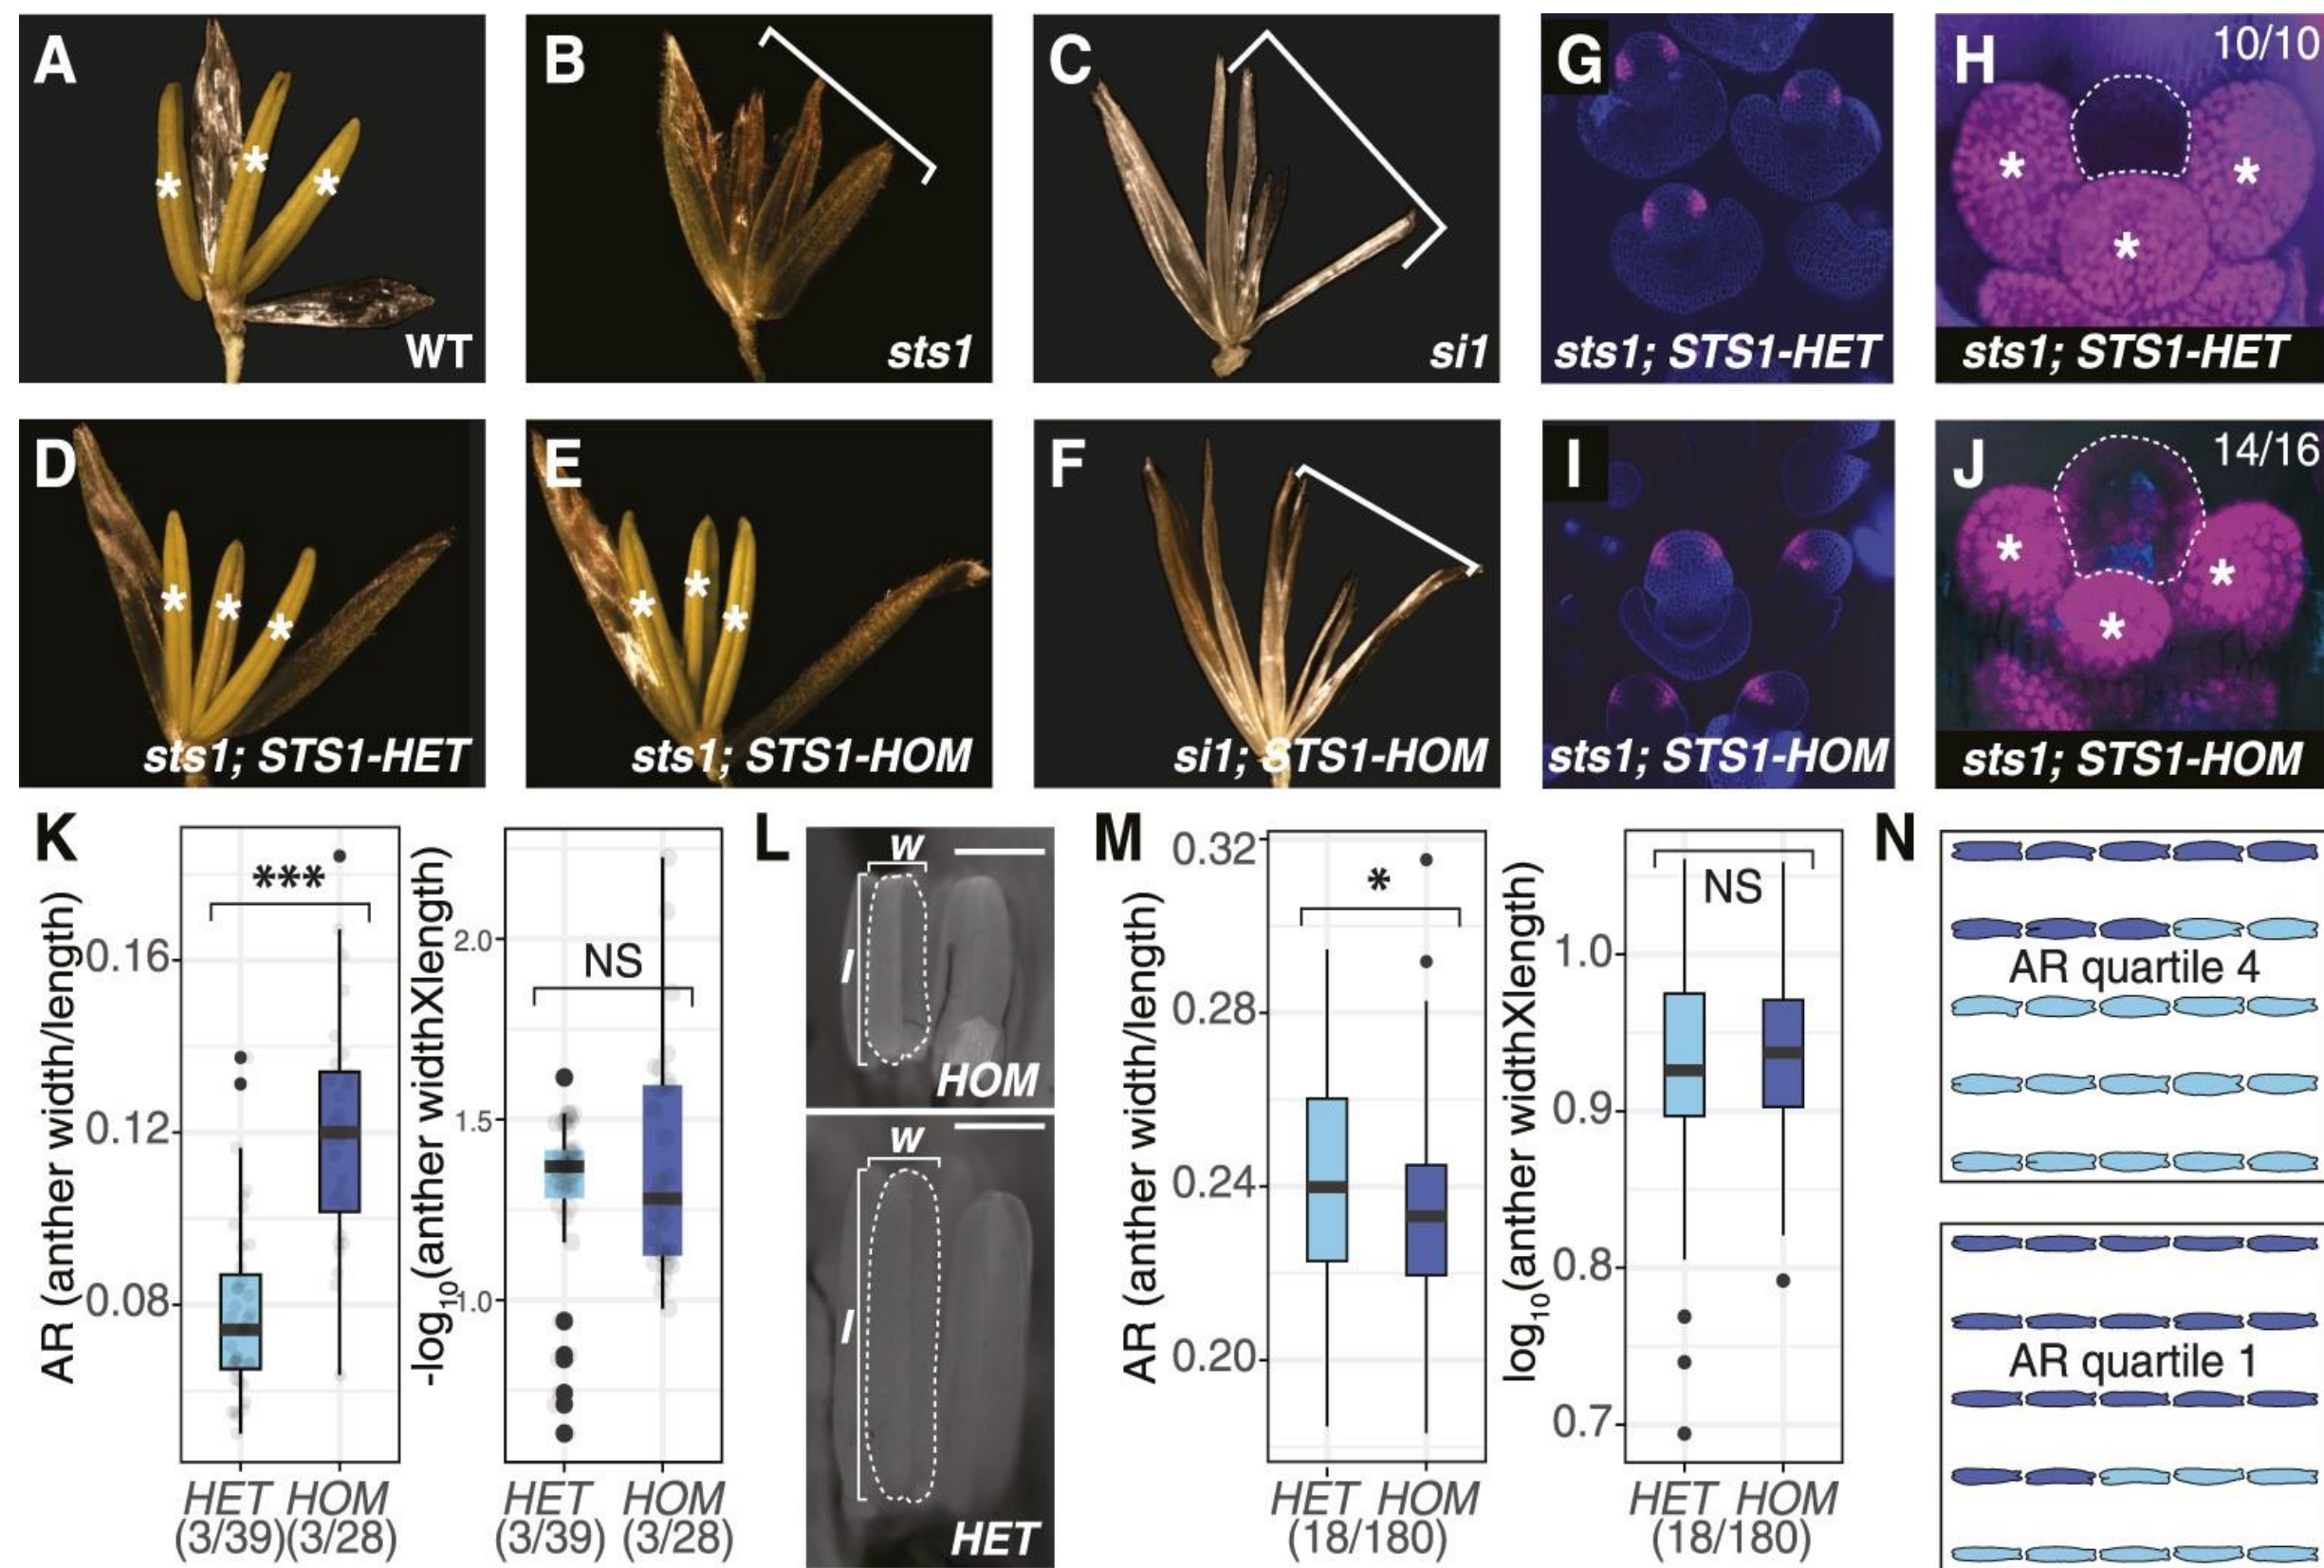 A
WT
B
sts1
C
si1
G
sts1; STS1-HET
H
10/10
*
*
*
sts1; STS1-HET
*
*
*
D
*
*
*
sts1; STS1-HET
E
*
*
*
sts1; STS1-HOM
F
si1; STS1-HOM
I
sts1; STS1-HOM
J
14/16
*
*
*
sts1; STS1-HOM
K
AR (anther width/length)
0.16
0.12
0.08
***
HET HOM
(3/39)(3/28)
-log10(anther widthXlength)
2.0
1.5
1.0
NS
HET HOM
(3/39) (3/28)
L
w
l
HOM
w
l
HET
M
AR (anther width/length)
0.32
0.28
0.24
0.20
*
HET HOM
(18/180)
log10(anther widthXlength)
1.0
0.9
0.8
0.7
NS
HET HOM
(18/180)
N
AR quartile 4
AR quartile 1